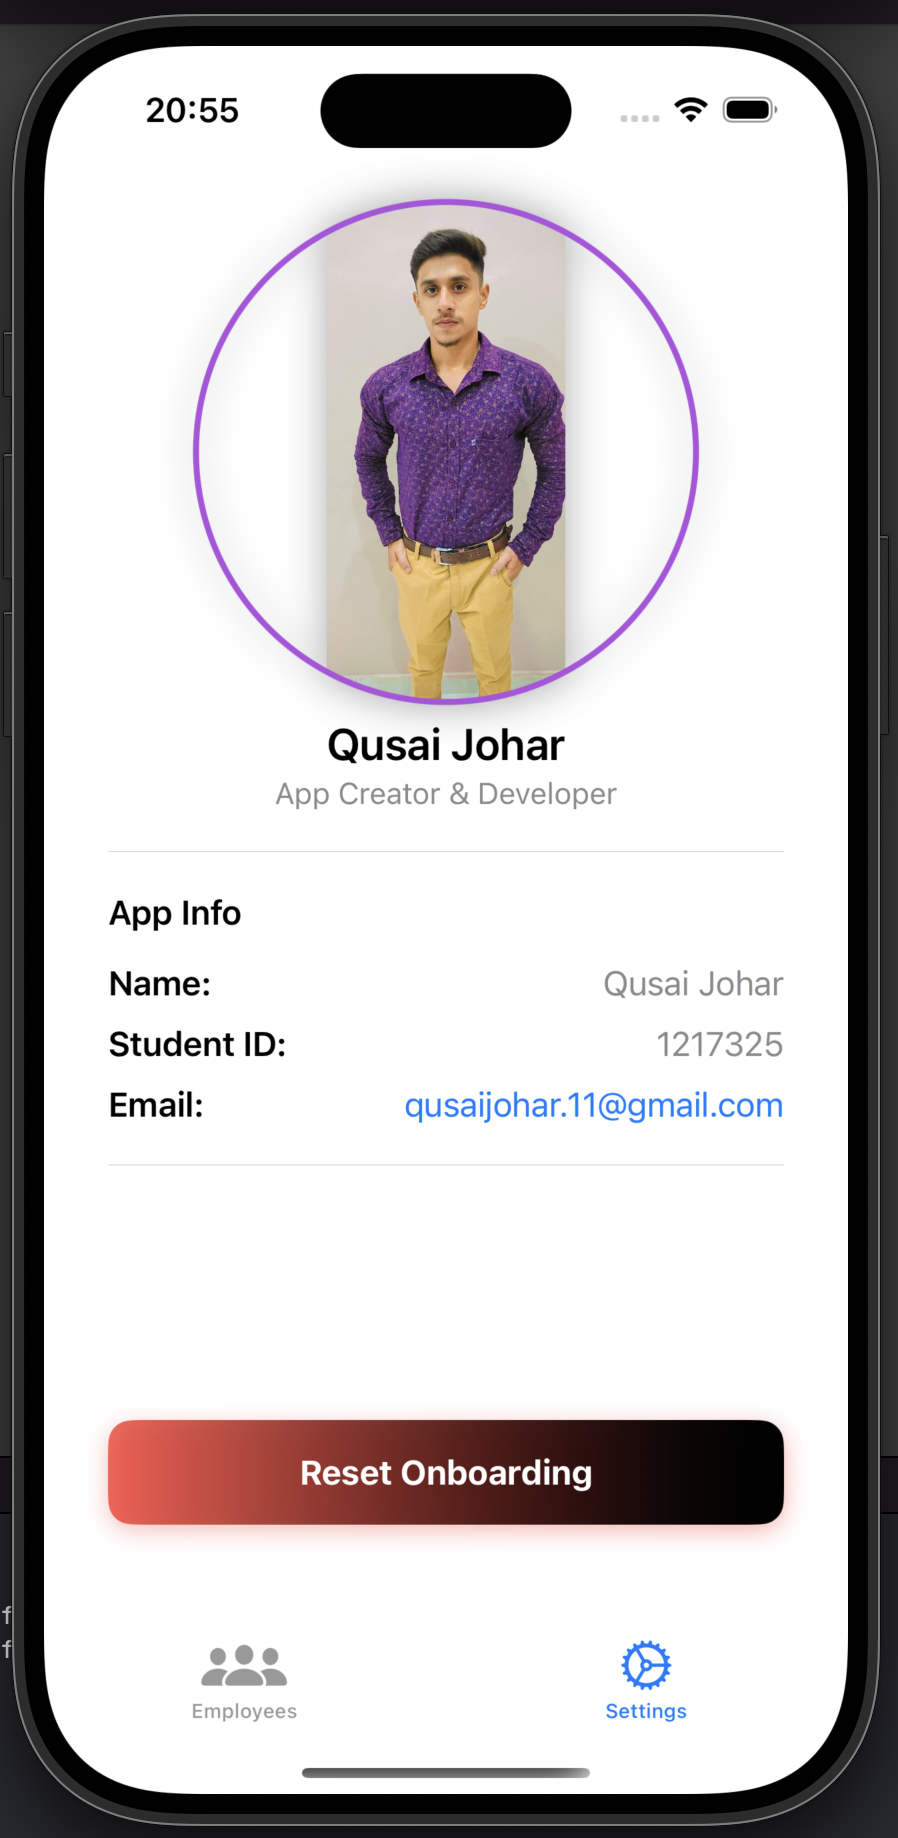 20:55
Qusai Johar
App Creator & Developer
App Info
Name: Qusai Johar
Student ID: 1217325
Email: qusaijohar.11@gmail.com
Reset Onboarding
f
f
Employees Settings